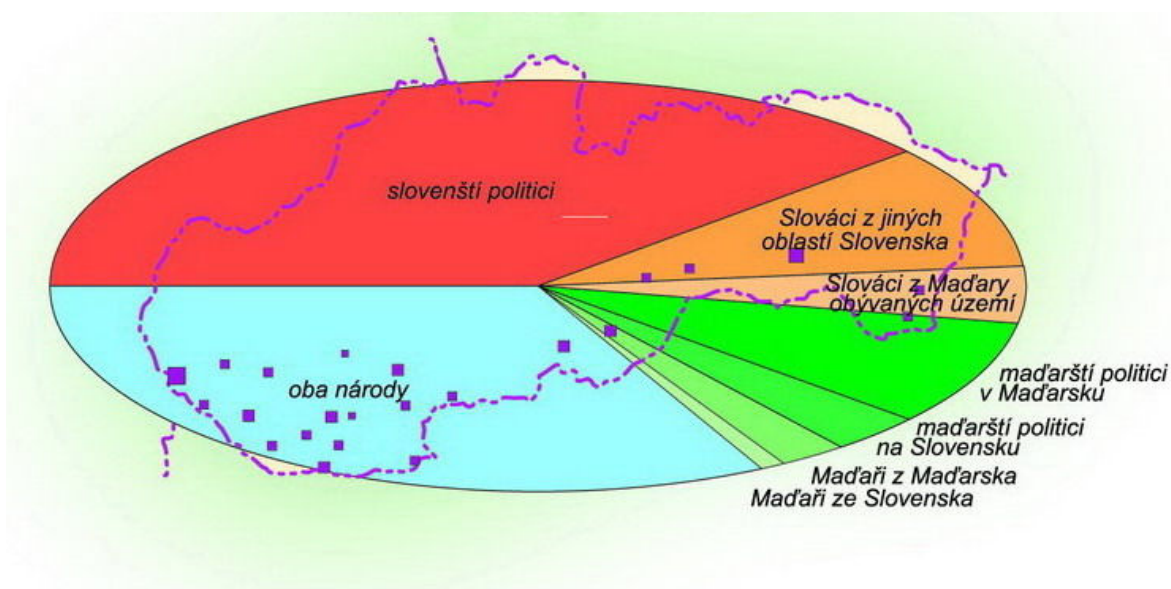 slovenští politici
Slováci z jiných
oblastí Slovenska
Slováci z Maďary
obývaných území
oba národy
maďarští politici
v Maďarsku
maďarští politici
na Slovensku
Maďaři z Maďarska
Maďaři ze Slovenska